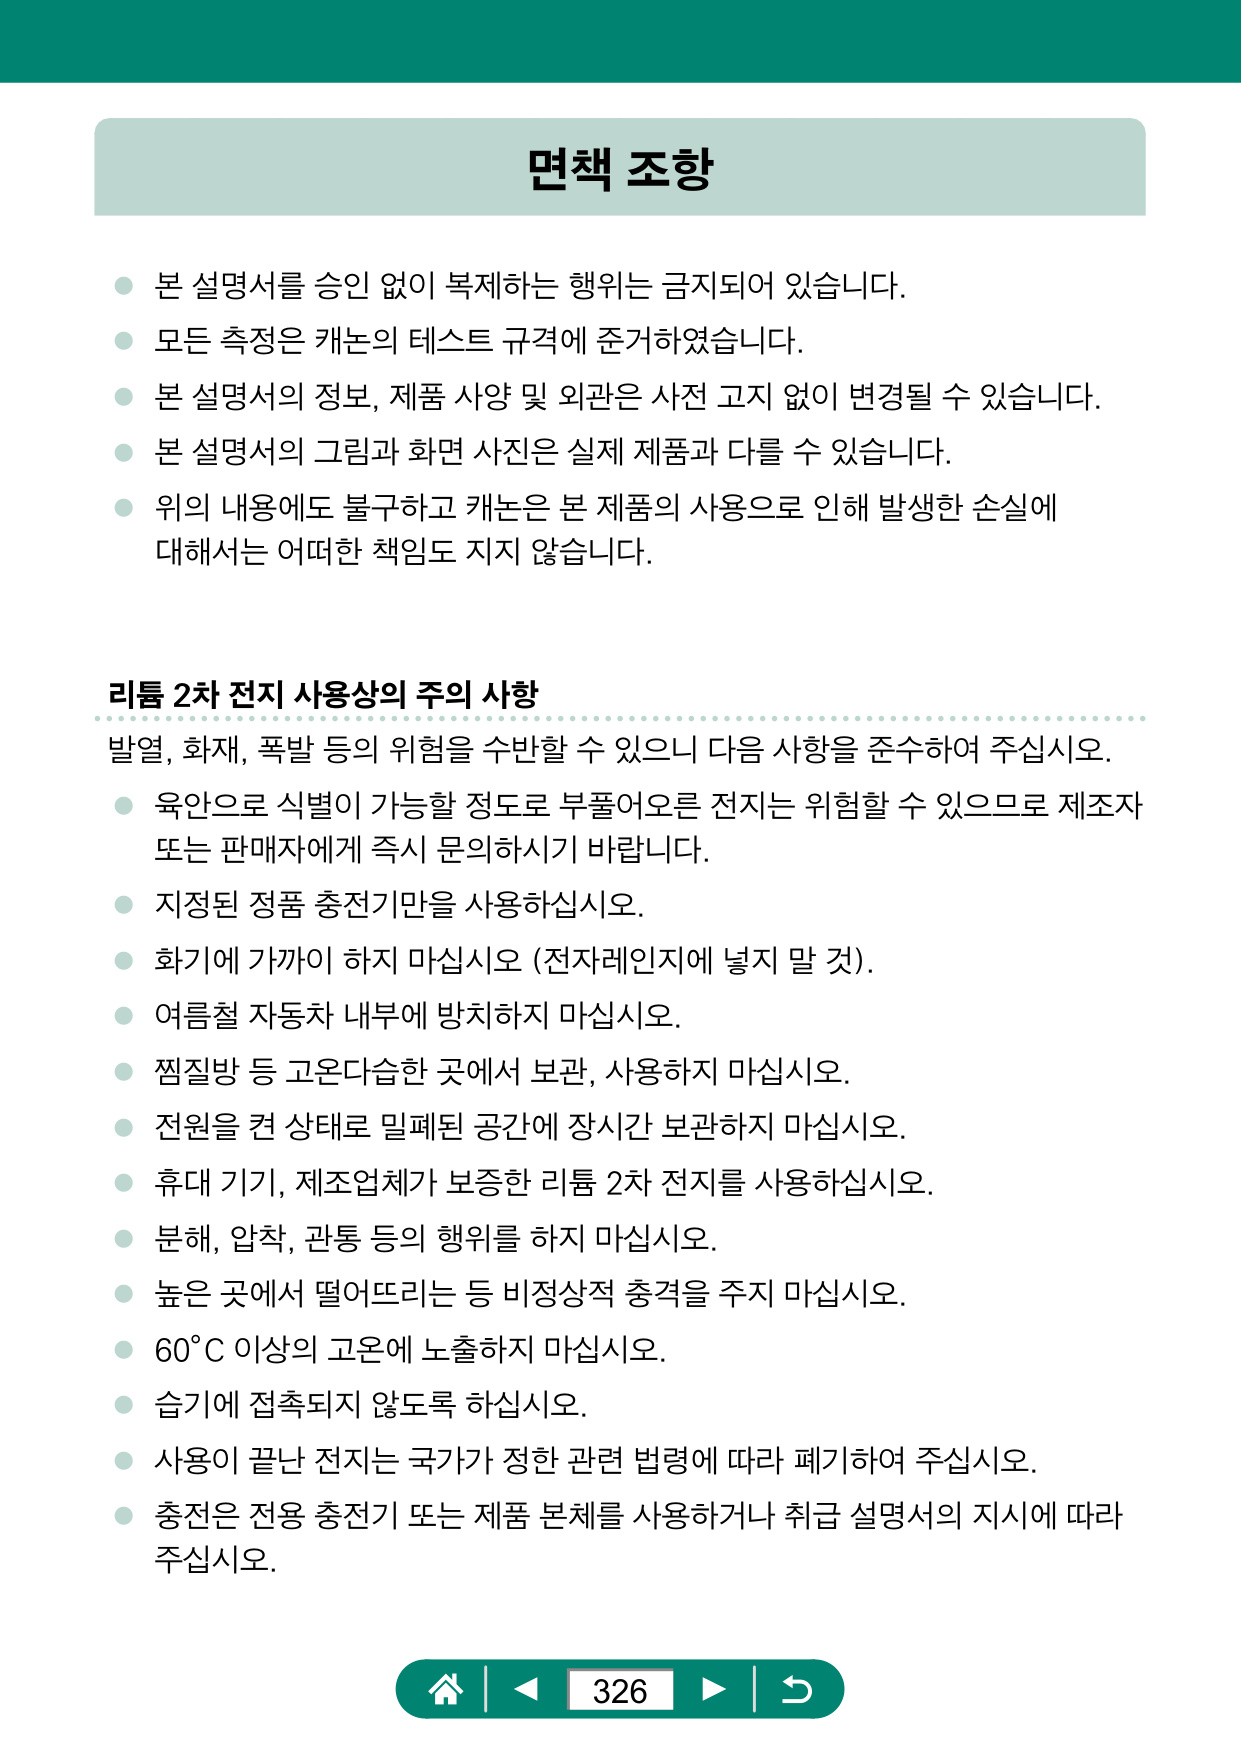 면책 조항
본 설명서를 승인 없이 복제하는 행위는 금지되어 있습니다.
모든 측정은 캐논의 테스트 규격에 준거하였습니다.
본 설명서의 정보, 제품 사양 및 외관은 사전 고지 없이 변경될 수 있습니다.
본 설명서의 그림과 화면 사진은 실제 제품과 다를 수 있습니다.
위의 내용에도 불구하고 캐논은 본 제품의 사용으로 인해 발생한 손실에
대해서는 어떠한 책임도 지지 않습니다.
리튬 2차 전지 사용상의 주의 사항
발열, 화재, 폭발 등의 위험을 수반할 수 있으니 다음 사항을 준수하여 주십시오.
육안으로 식별이 가능할 정도로 부풀어오른 전지는 위험할 수 있으므로 제조자
또는 판매자에게 즉시 문의하시기 바랍니다.
지정된 정품 충전기만을 사용하십시오.
화기에 가까이 하지 마십시오 (전자레인지에 넣지 말 것).
여름철 자동차 내부에 방치하지 마십시오.
찜질방 등 고온다습한 곳에서 보관, 사용하지 마십시오.
전원을 켠 상태로 밀폐된 공간에 장시간 보관하지 마십시오.
휴대 기기, 제조업체가 보증한 리튬 2차 전지를 사용하십시오.
분해, 압착, 관통 등의 행위를 하지 마십시오.
높은 곳에서 떨어뜨리는 등 비정상적 충격을 주지 마십시오.
60°C 이상의 고온에 노출하지 마십시오.
습기에 접촉되지 않도록 하십시오.
사용이 끝난 전지는 국가가 정한 관련 법령에 따라 폐기하여 주십시오.
충전은 전용 충전기 또는 제품 본체를 사용하거나 취급 설명서의 지시에 따라
주십시오.
326